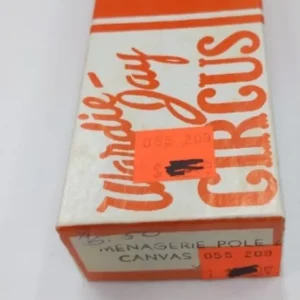 Wardie-
Jay
CIRCUS
055 209
MENAGERIE POLE
CANVAS 055 209